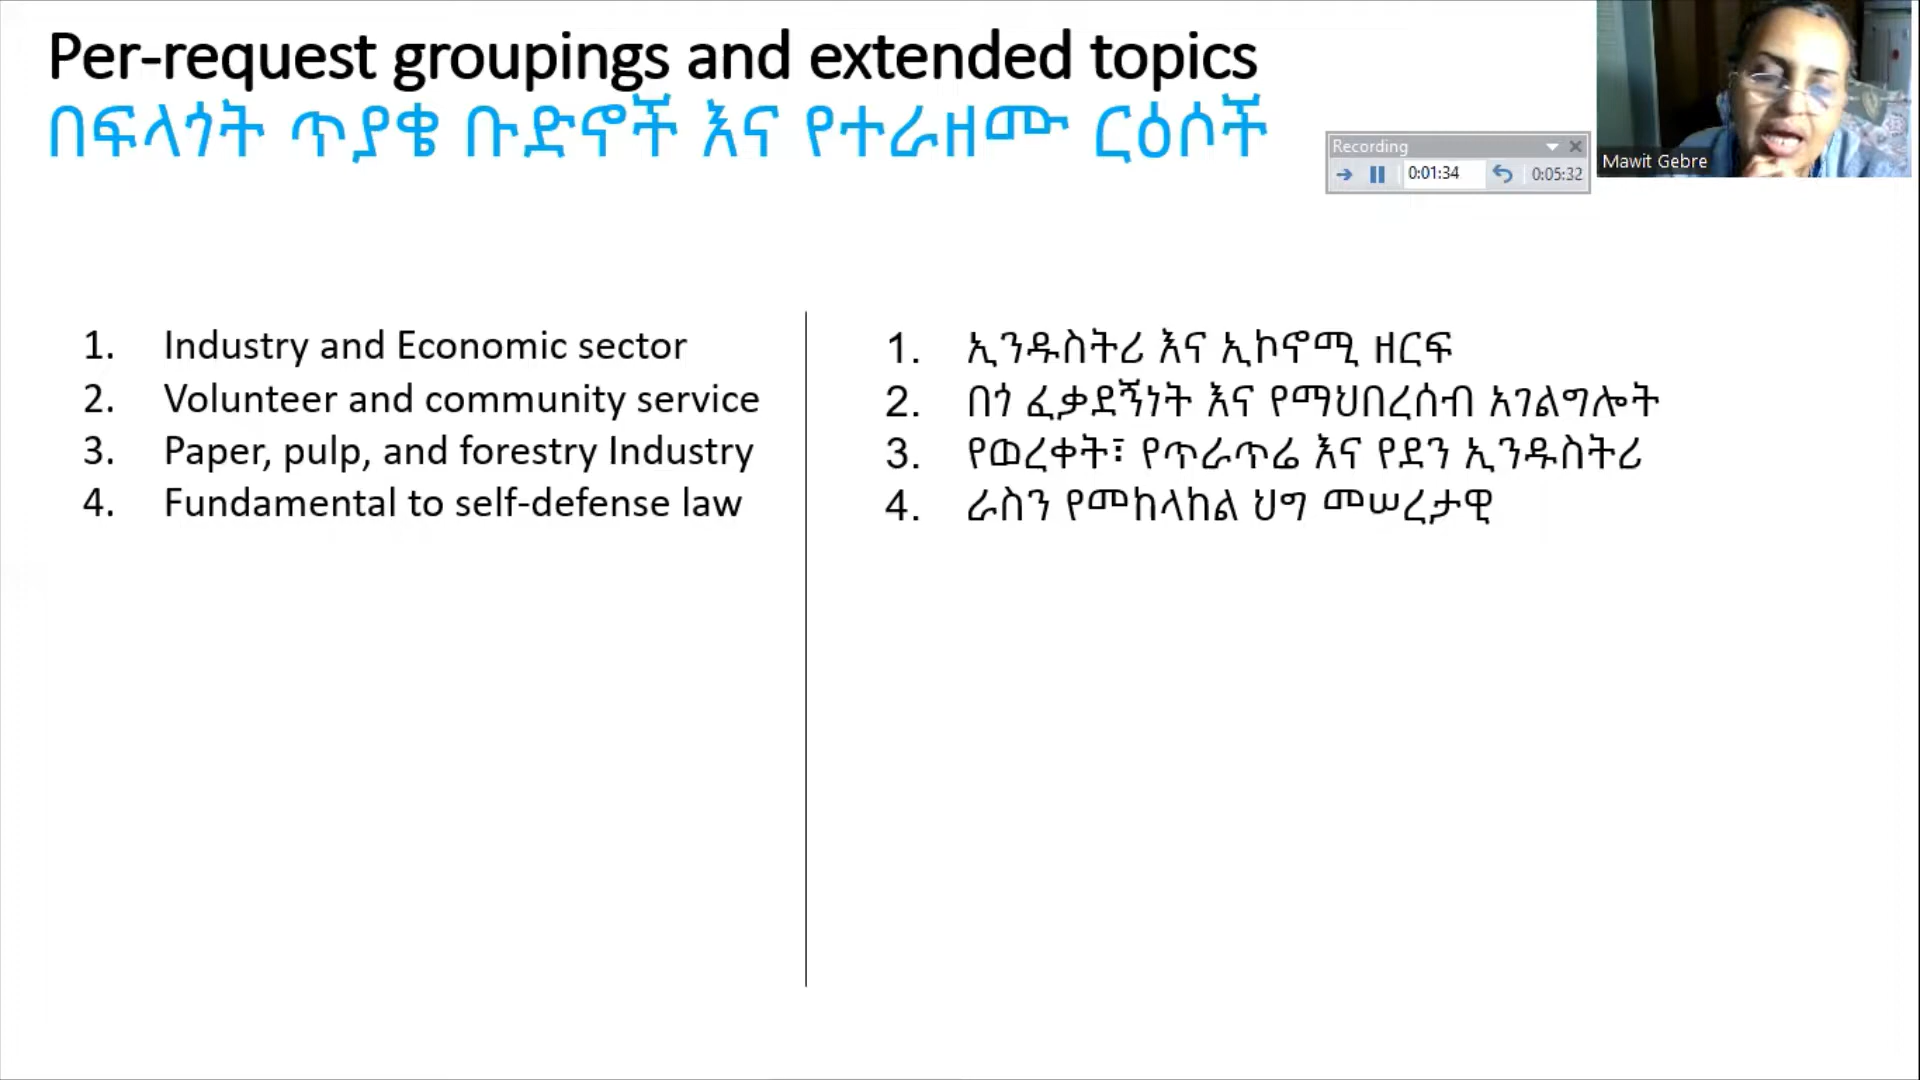 Per-request groupings and extended topics
በፍላጎት ጥያቄ ቡድኖች እና የተራዘሙ ርዕሶች
Recording
0:01:34
0:05:32
Mawit Gebre
1. Industry and Economic sector
2. Volunteer and community service
3. Paper, pulp, and forestry Industry
4. Fundamental to self-defense law
1. ኢንዱስትሪ እና ኢኮኖሚ ዘርፍ
2. በጎ ፈቃደኝነት እና የማህበረሰብ አገልግሎት
3. የወረቀት፣ የጥራጥሬ እና የደን ኢንዱስትሪ
4. ራስን የመከላከል ህግ መሠረታዊ